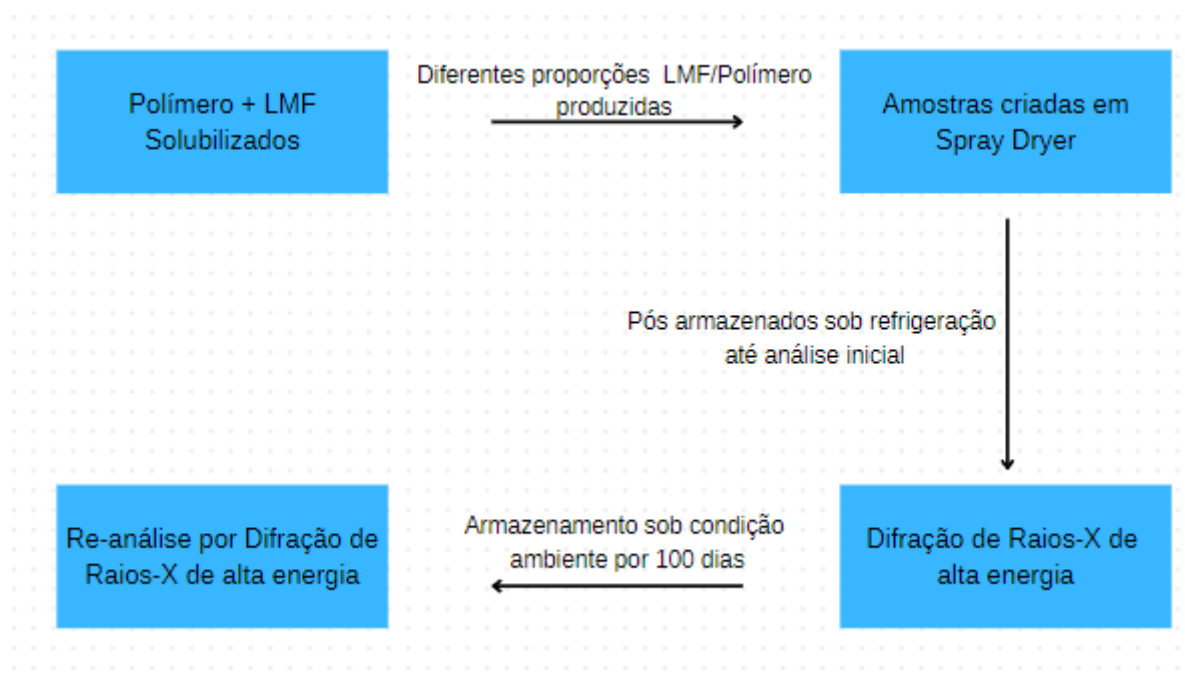 Polímero + LMF
Solubilizados
Diferentes proporções LMF/Polímero
produzidas
Amostras criadas em
Spray Dryer
Pós armazenados sob refrigeração
até análise inicial
Difração de Raios-X de
alta energia
Armazenamento sob condição
ambiente por 100 dias
Re-análise por Difração de
Raios-X de alta energia